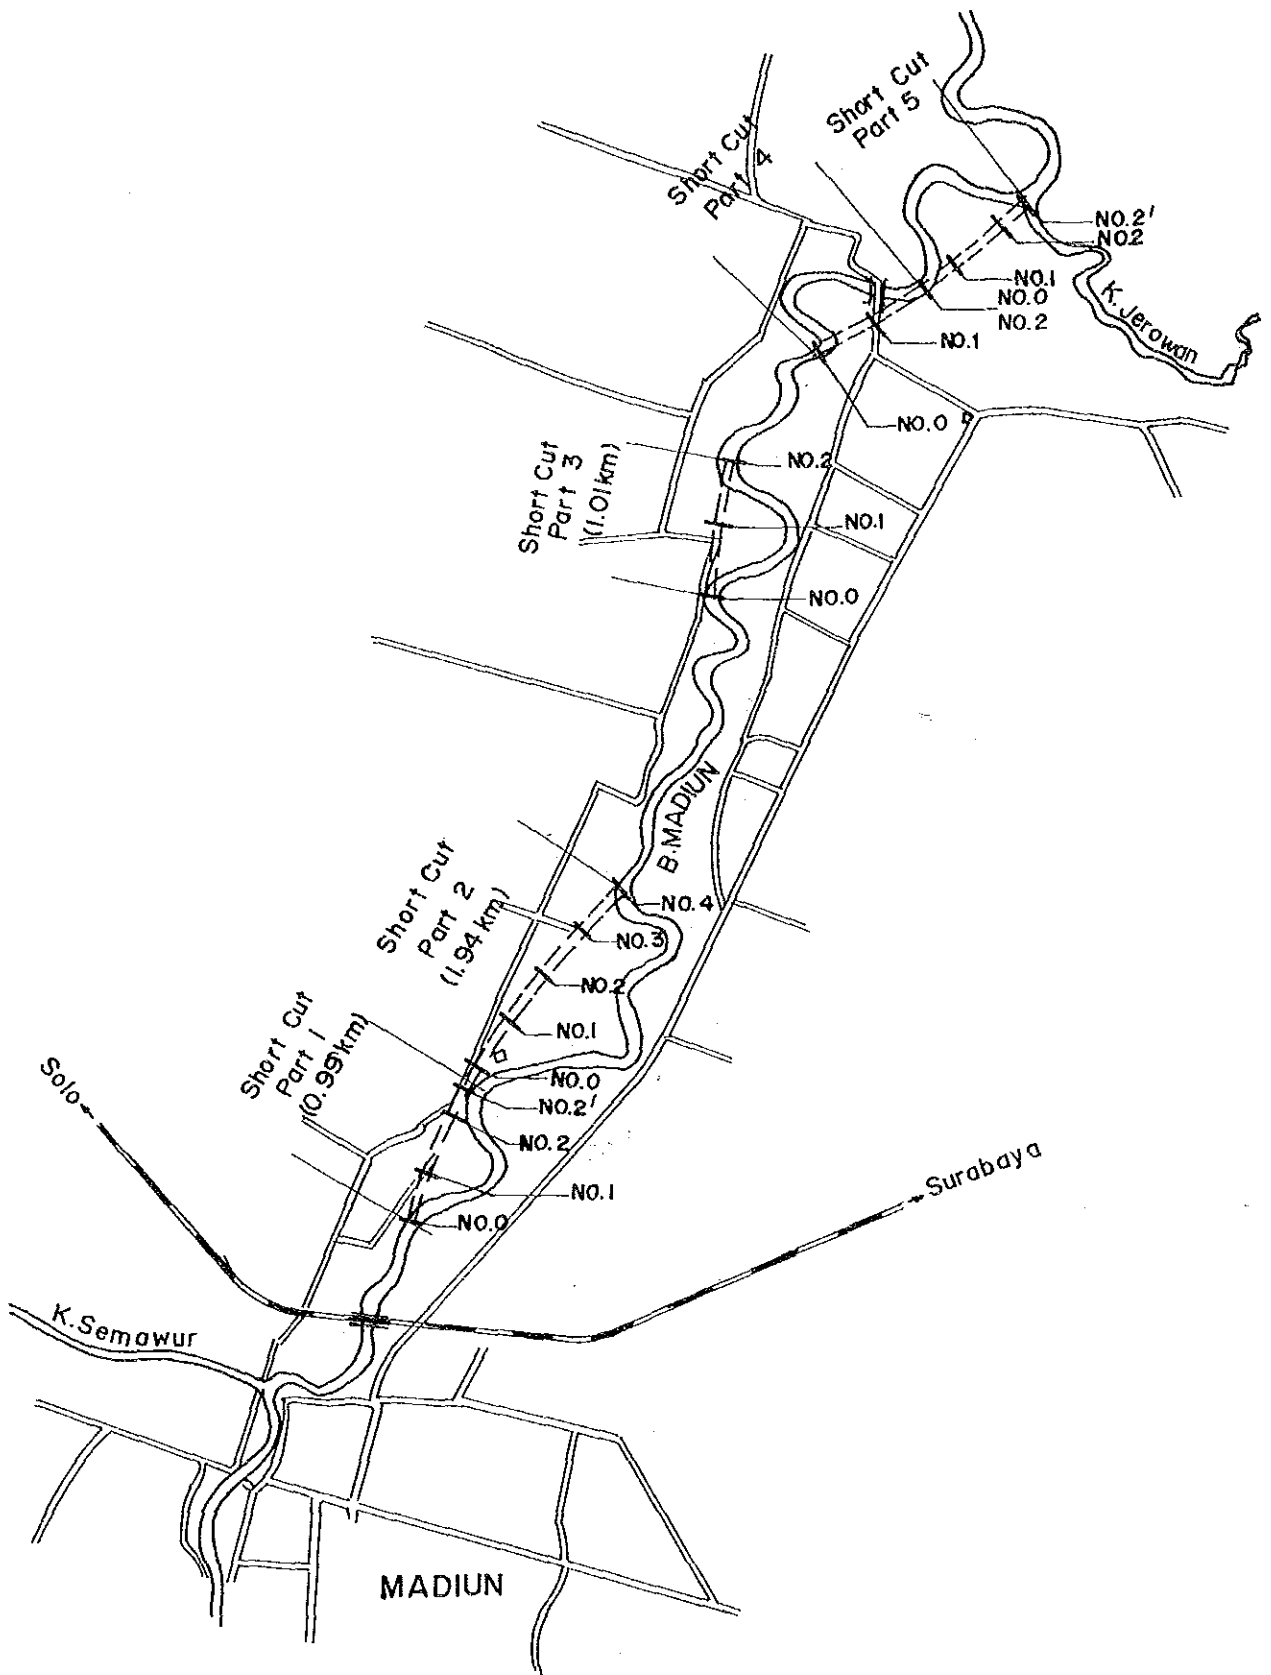 Short Cut
Part 5
Short Cut
Part 4
NO.2'
NO.2
NO.1
NO.0
NO.2
K. Jerowan
NO.1
NO.0
Short Cut
Part 3
(1.01km)
NO.2
NO.1
NO.0
B. MADIUN
Short Cut
Part 2
(1.94km)
NO.4
NO.3
NO.2
NO.1
NO.0
Short Cut
Part 1
(0.99km)
NO.2'
NO.2
NO.1
NO.0
Solo
Surabaya
K. Semawur
MADIUN